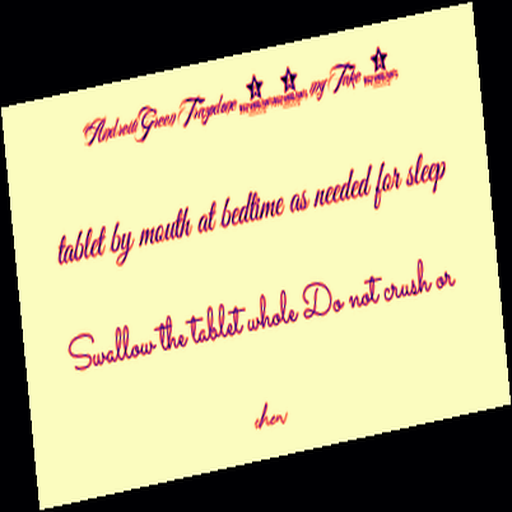 Andrew Green Trazodone mg Take
tablet by mouth at bedtime as needed for sleep
Swallow the tablet whole Do not crush or
chew